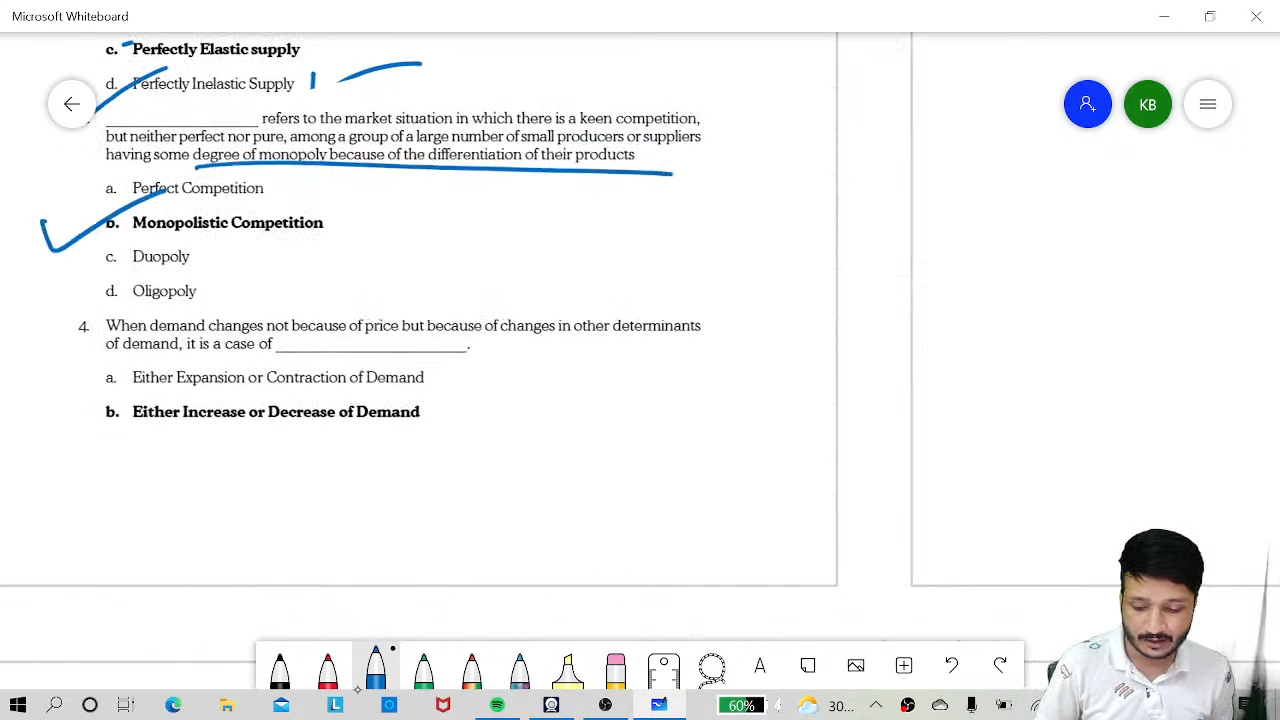 Microsoft Whiteboard
c. Perfectly Elastic supply
d. Perfectly Inelastic Supply
____________________ refers to the market situation in which there is a keen competition,
but neither perfect nor pure, among a group of a large number of small producers or suppliers
having some degree of monopoly because of the differentiation of their products
a. Perfect Competition
b. Monopolistic Competition
c. Duopoly
d. Oligopoly
4. When demand changes not because of price but because of changes in other determinants
of demand, it is a case of _________________________.
a. Either Expansion or Contraction of Demand
b. Either Increase or Decrease of Demand
KB
A
L
60%
30...